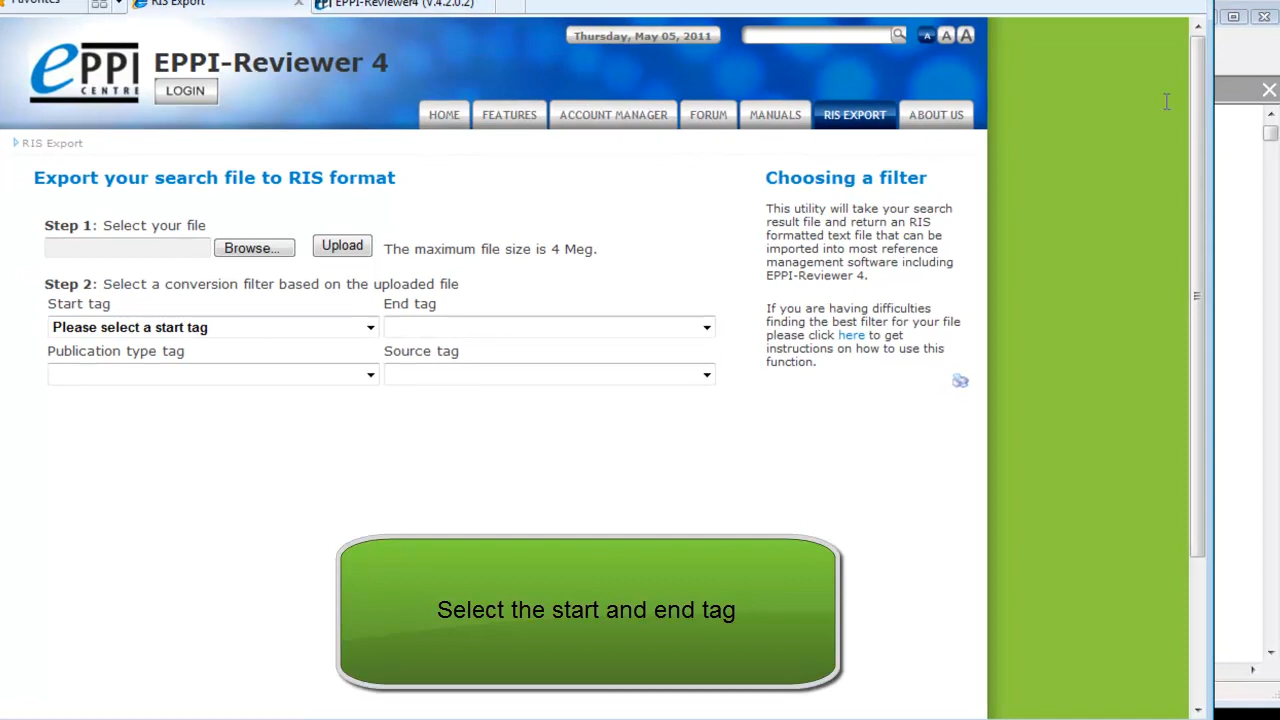 Favorites
RIS Export
EPPI-Reviewer4 (V.4.2.0.2)
Thursday, May 05, 2011
A A A
ePPI
CENTRE
EPPI-Reviewer 4
LOGIN
HOME FEATURES ACCOUNT MANAGER FORUM MANUALS RIS EXPORT ABOUT US
RIS Export
Export your search file to RIS format
Step 1: Select your file
Browse... Upload The maximum file size is 4 Meg.
Step 2: Select a conversion filter based on the uploaded file
Start tag End tag
Please select a start tag
Publication type tag Source tag
Choosing a filter
This utility will take your search
result file and return an RIS
formatted text file that can be
imported into most reference
management software including
EPPI-Reviewer 4.
If you are having difficulties
finding the best filter for your file
please click here to get
instructions on how to use this
function.
Select the start and end tag